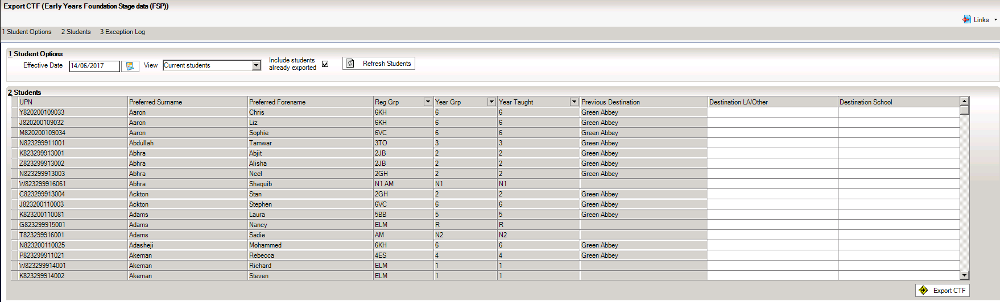 Export CTF (Early Years Foundation Stage data (FSP))
Links
1 Student Options 2 Students 3 Exception Log
1 Student Options
Effective Date 14/06/2017 View Current students Include students already exported Refresh Students
2 Students
UPN Preferred Surname Preferred Forename Reg Grp Year Grp Year Taught Previous Destination Destination LA/Other Destination School
Y820200109033 Aaron Chris 6KH 6 6 Green Abbey
J820200109032 Aaron Liz 6KH 6 6 Green Abbey
M820200109034 Aaron Sophie 6VC 6 6 Green Abbey
N823299911001 Abdullah Tamwar 3TO 3 3 Green Abbey
K823299913001 Abhra Abjit 2JB 2 2 Green Abbey
Z823299913002 Abhra Alisha 2JB 2 2 Green Abbey
N823299913003 Abhra Neel 2GH 2 2 Green Abbey
W823299916061 Abhra Shaquib N1 AM N1 N1
C823299913004 Ackton Stan 2GH 2 2 Green Abbey
J823200110003 Ackton Stephen 6VC 6 6 Green Abbey
K823200110081 Adams Laura 5BB 5 5 Green Abbey
G823299915001 Adams Nancy ELM R R
T823299916001 Adams Sadie AM N2 N2
N823200110025 Adasheji Mohammed 6KH 6 6 Green Abbey
P823299911021 Akeman Rebecca 4ES 4 4 Green Abbey
W823299914001 Akeman Richard ELM 1 1
K823299914002 Akeman Steven ELM 1 1
Export CTF